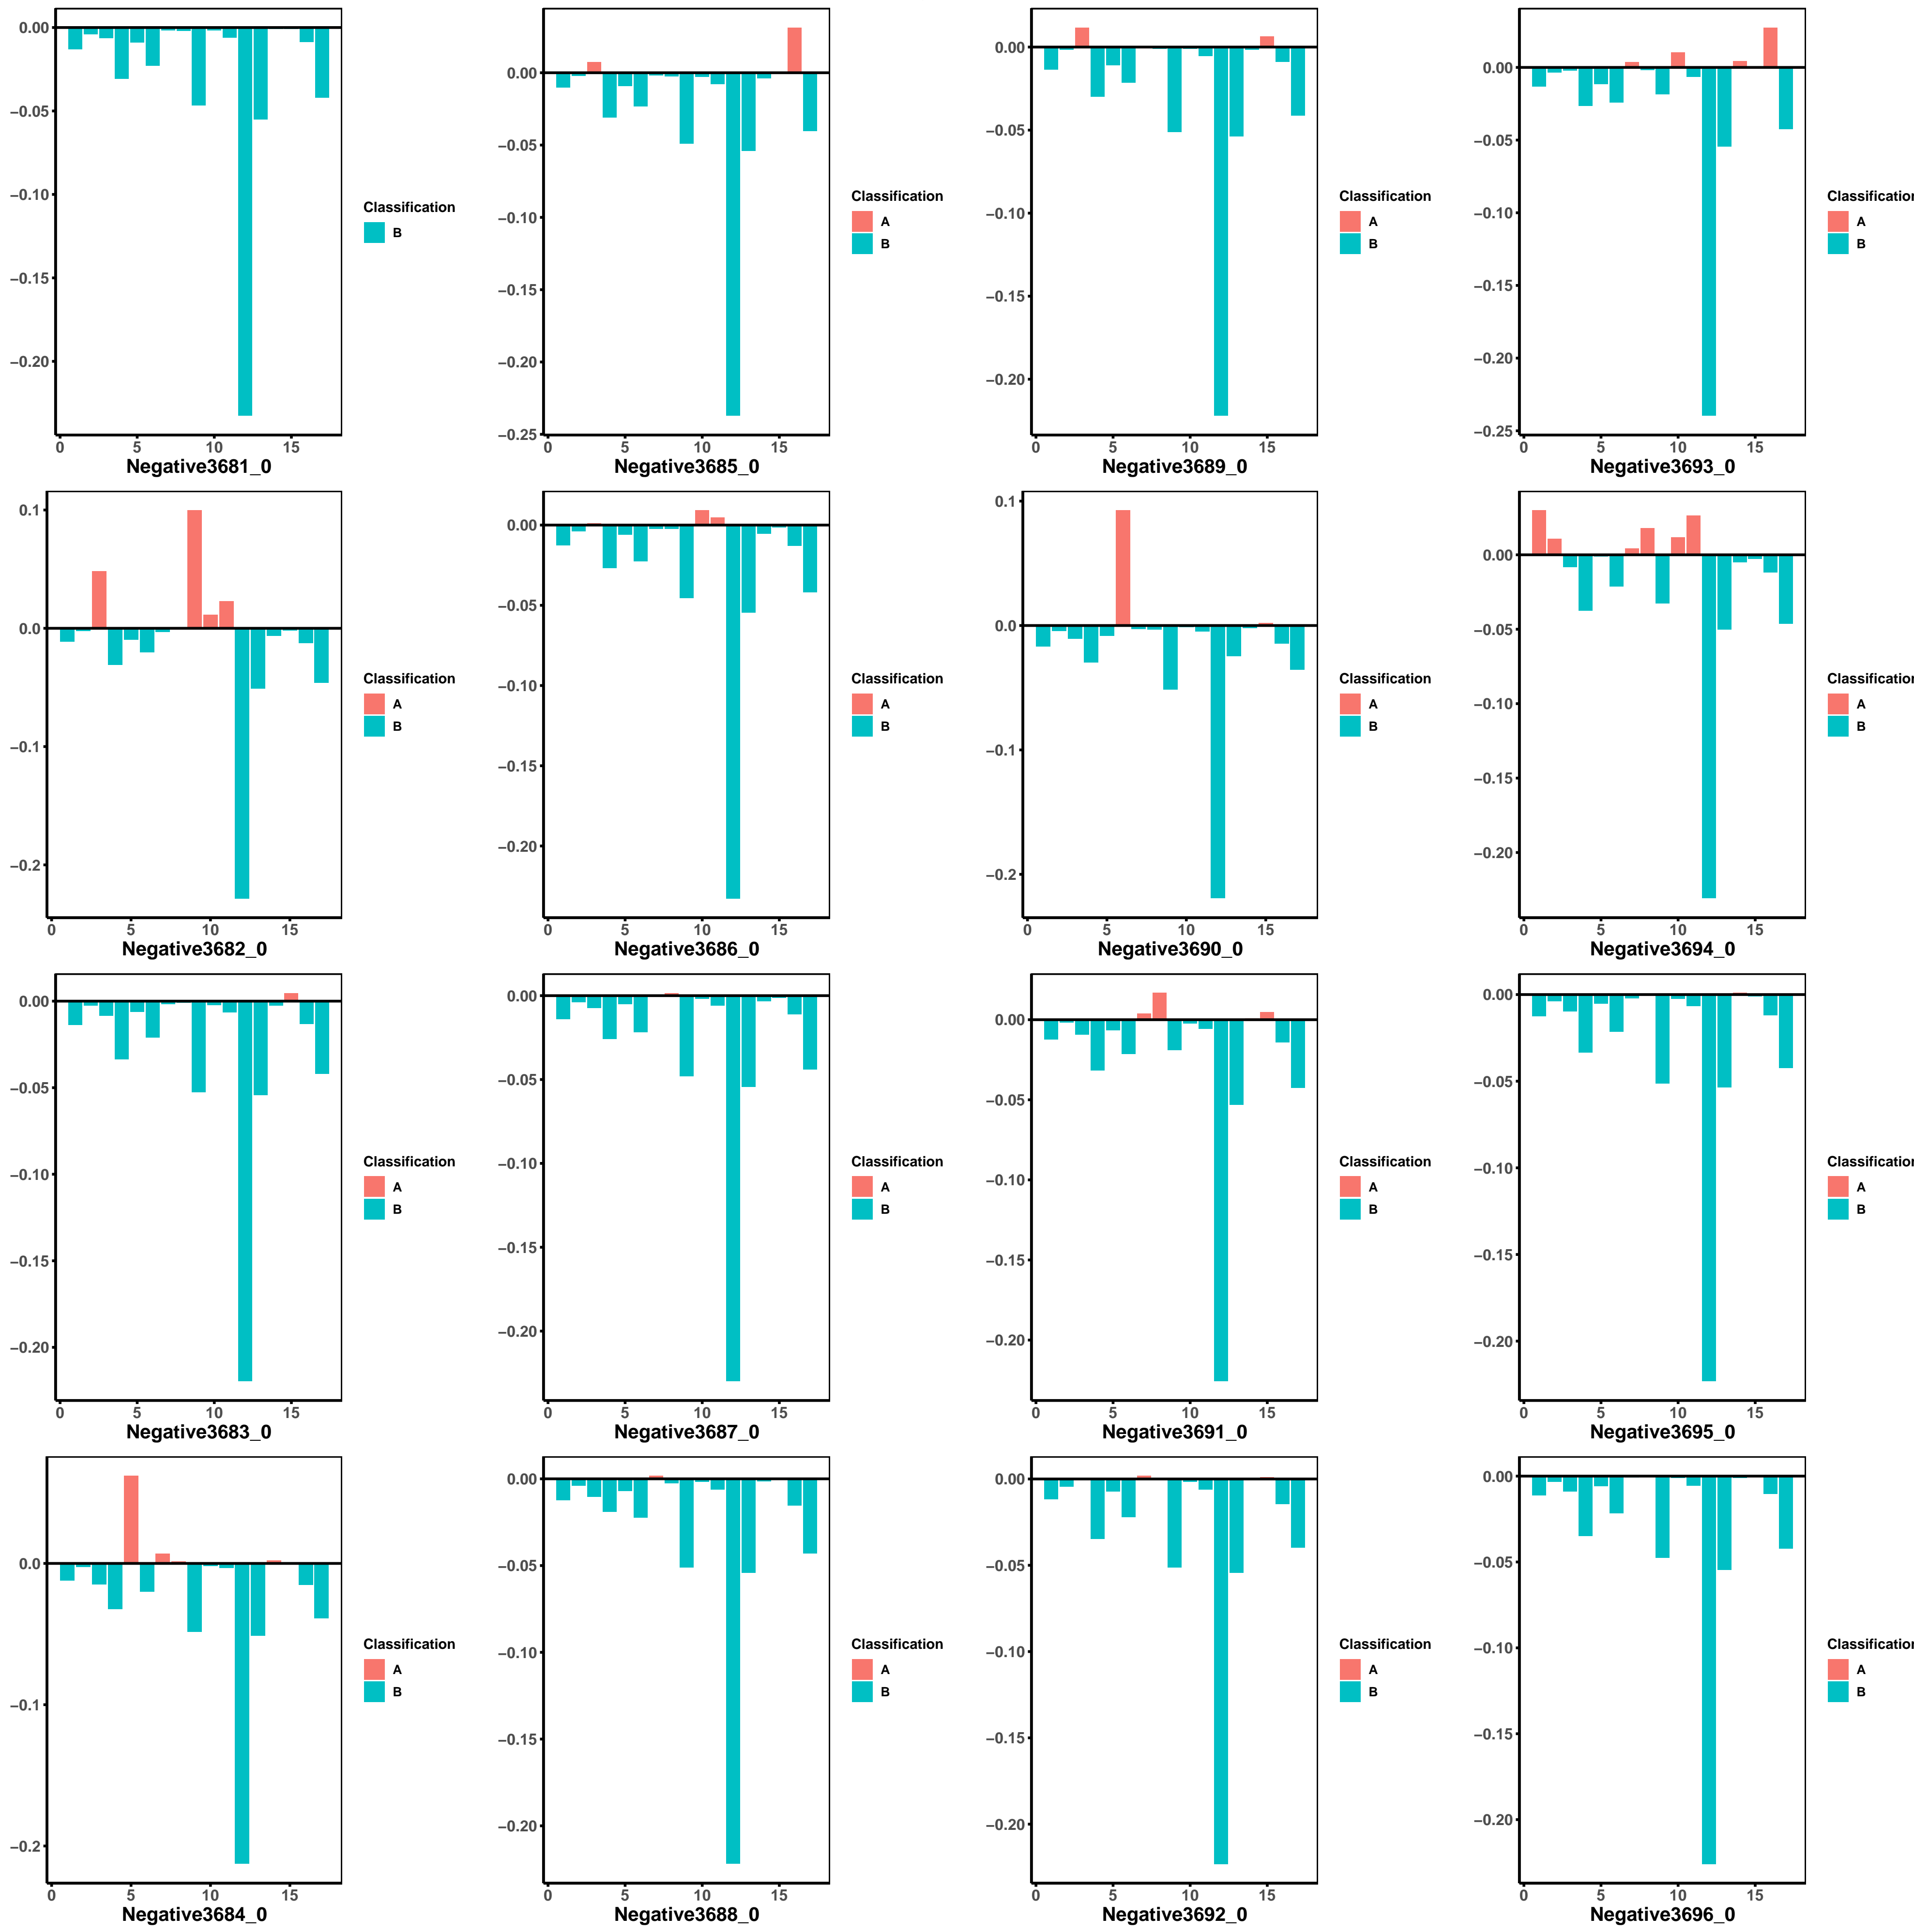 0.00
−0.05
−0.10
−0.15
−0.20
0 5 10 15
Negative3681_0
Classification
B
0.00
−0.05
−0.10
−0.15
−0.20
−0.25
0 5 10 15
Negative3685_0
Classification
A
B
0.00
−0.05
−0.10
−0.15
−0.20
0 5 10 15
Negative3689_0
Classification
A
B
0.00
−0.05
−0.10
−0.15
−0.20
−0.25
0 5 10 15
Negative3693_0
Classification
A
B
0.1
0.0
−0.1
−0.2
0 5 10 15
Negative3682_0
Classification
A
B
0.00
−0.05
−0.10
−0.15
−0.20
0 5 10 15
Negative3686_0
Classification
A
B
0.1
0.0
−0.1
−0.2
0 5 10 15
Negative3690_0
Classification
A
B
0.00
−0.05
−0.10
−0.15
−0.20
0 5 10 15
Negative3694_0
Classification
A
B
0.00
−0.05
−0.10
−0.15
−0.20
0 5 10 15
Negative3683_0
Classification
A
B
0.00
−0.05
−0.10
−0.15
−0.20
0 5 10 15
Negative3687_0
Classification
A
B
0.00
−0.05
−0.10
−0.15
−0.20
0 5 10 15
Negative3691_0
Classification
A
B
0.00
−0.05
−0.10
−0.15
−0.20
0 5 10 15
Negative3695_0
Classification
A
B
0.0
−0.1
−0.2
0 5 10 15
Negative3684_0
Classification
A
B
0.00
−0.05
−0.10
−0.15
−0.20
0 5 10 15
Negative3688_0
Classification
A
B
0.00
−0.05
−0.10
−0.15
−0.20
0 5 10 15
Negative3692_0
Classification
A
B
0.00
−0.05
−0.10
−0.15
−0.20
0 5 10 15
Negative3696_0
Classification
A
B